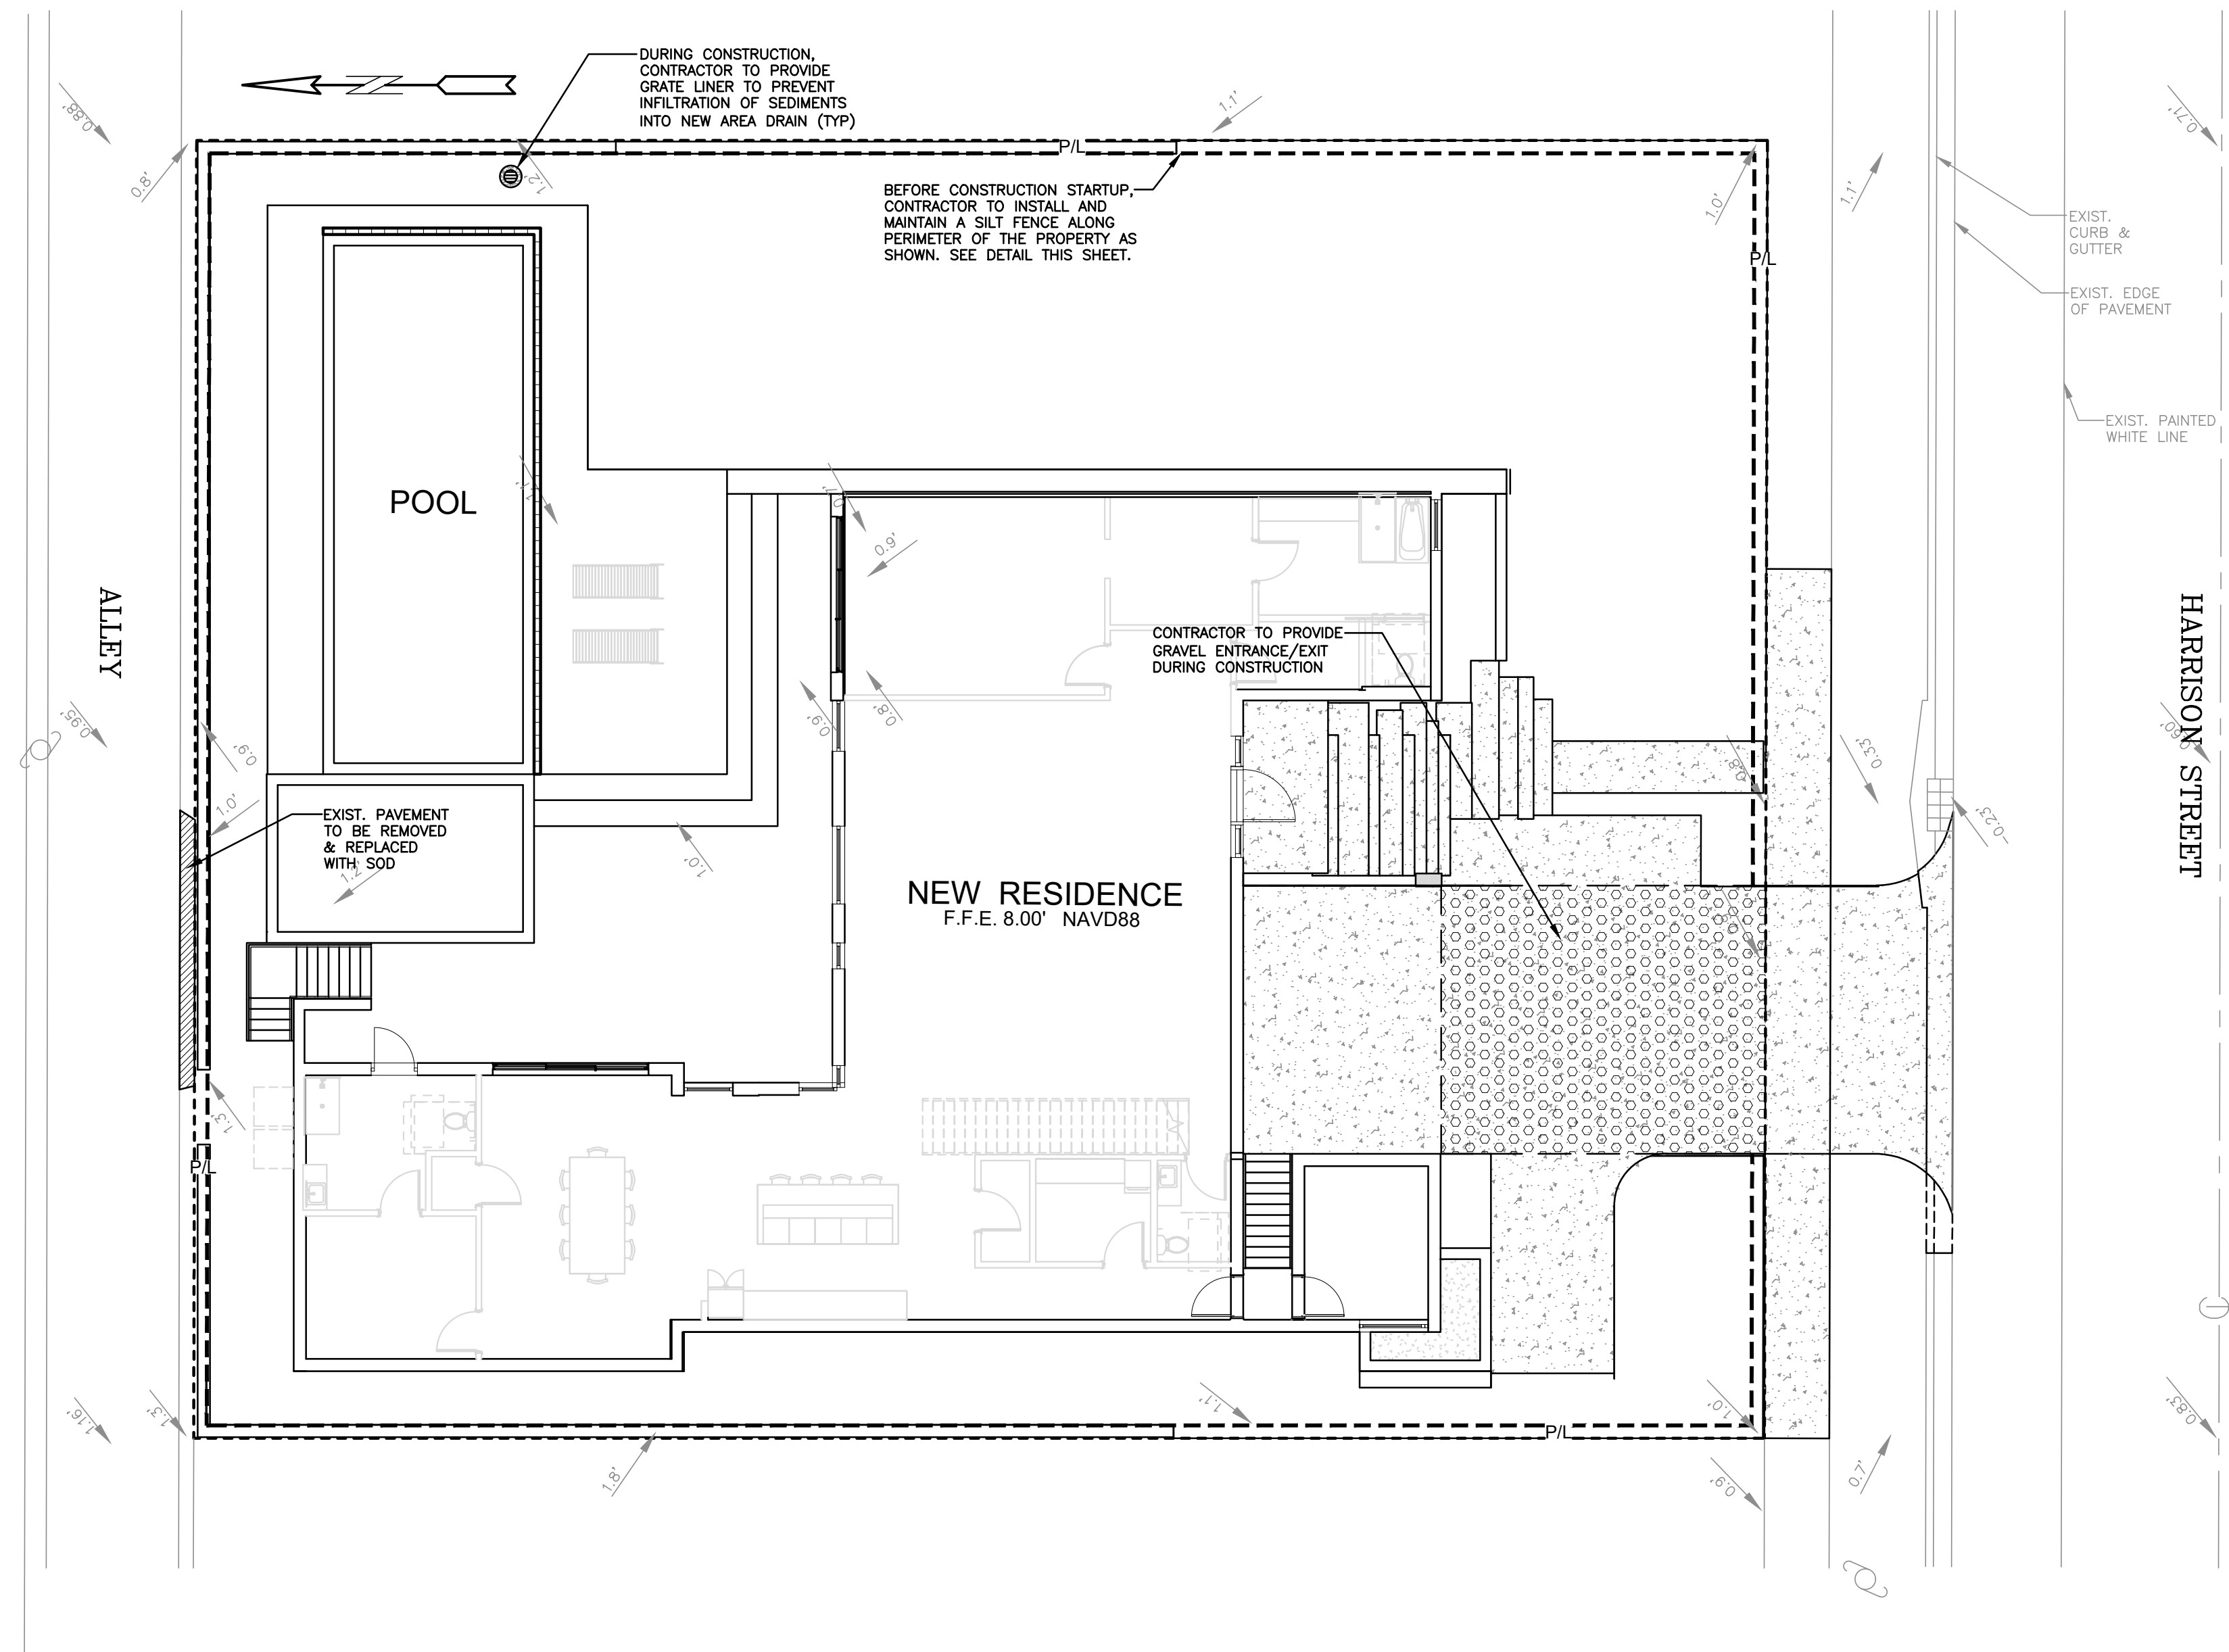 DURING CONSTRUCTION,
CONTRACTOR TO PROVIDE
GRATE LINER TO PREVENT
INFILTRATION OF SEDIMENTS
INTO NEW AREA DRAIN (TYP)
0.88'
0.8'
1.2'
1.1'
P/L
BEFORE CONSTRUCTION STARTUP,
CONTRACTOR TO INSTALL AND
MAINTAIN A SILT FENCE ALONG
PERIMETER OF THE PROPERTY AS
SHOWN. SEE DETAIL THIS SHEET.
1.0'
1.1'
0.71'
P/L
EXIST.
CURB &
GUTTER
EXIST. EDGE
OF PAVEMENT
EXIST. PAINTED
WHITE LINE
POOL
0.9'
ALLEY
HARRISON STREET
CONTRACTOR TO PROVIDE
GRAVEL ENTRANCE/EXIT
DURING CONSTRUCTION
0.95'
0.9'
0.9'
0.8'
0.8'
0.33'
0.60'
1.0'
EXIST. PAVEMENT
TO BE REMOVED
& REPLACED
WITH SOD
1.2'
1.0'
-0.23'
NEW RESIDENCE
F.F.E. 8.00' NAVD88
1.3'
P/L
1.16'
1.3'
1.8'
1.1'
P/L
1.0'
0.9'
0.7'
0.83'